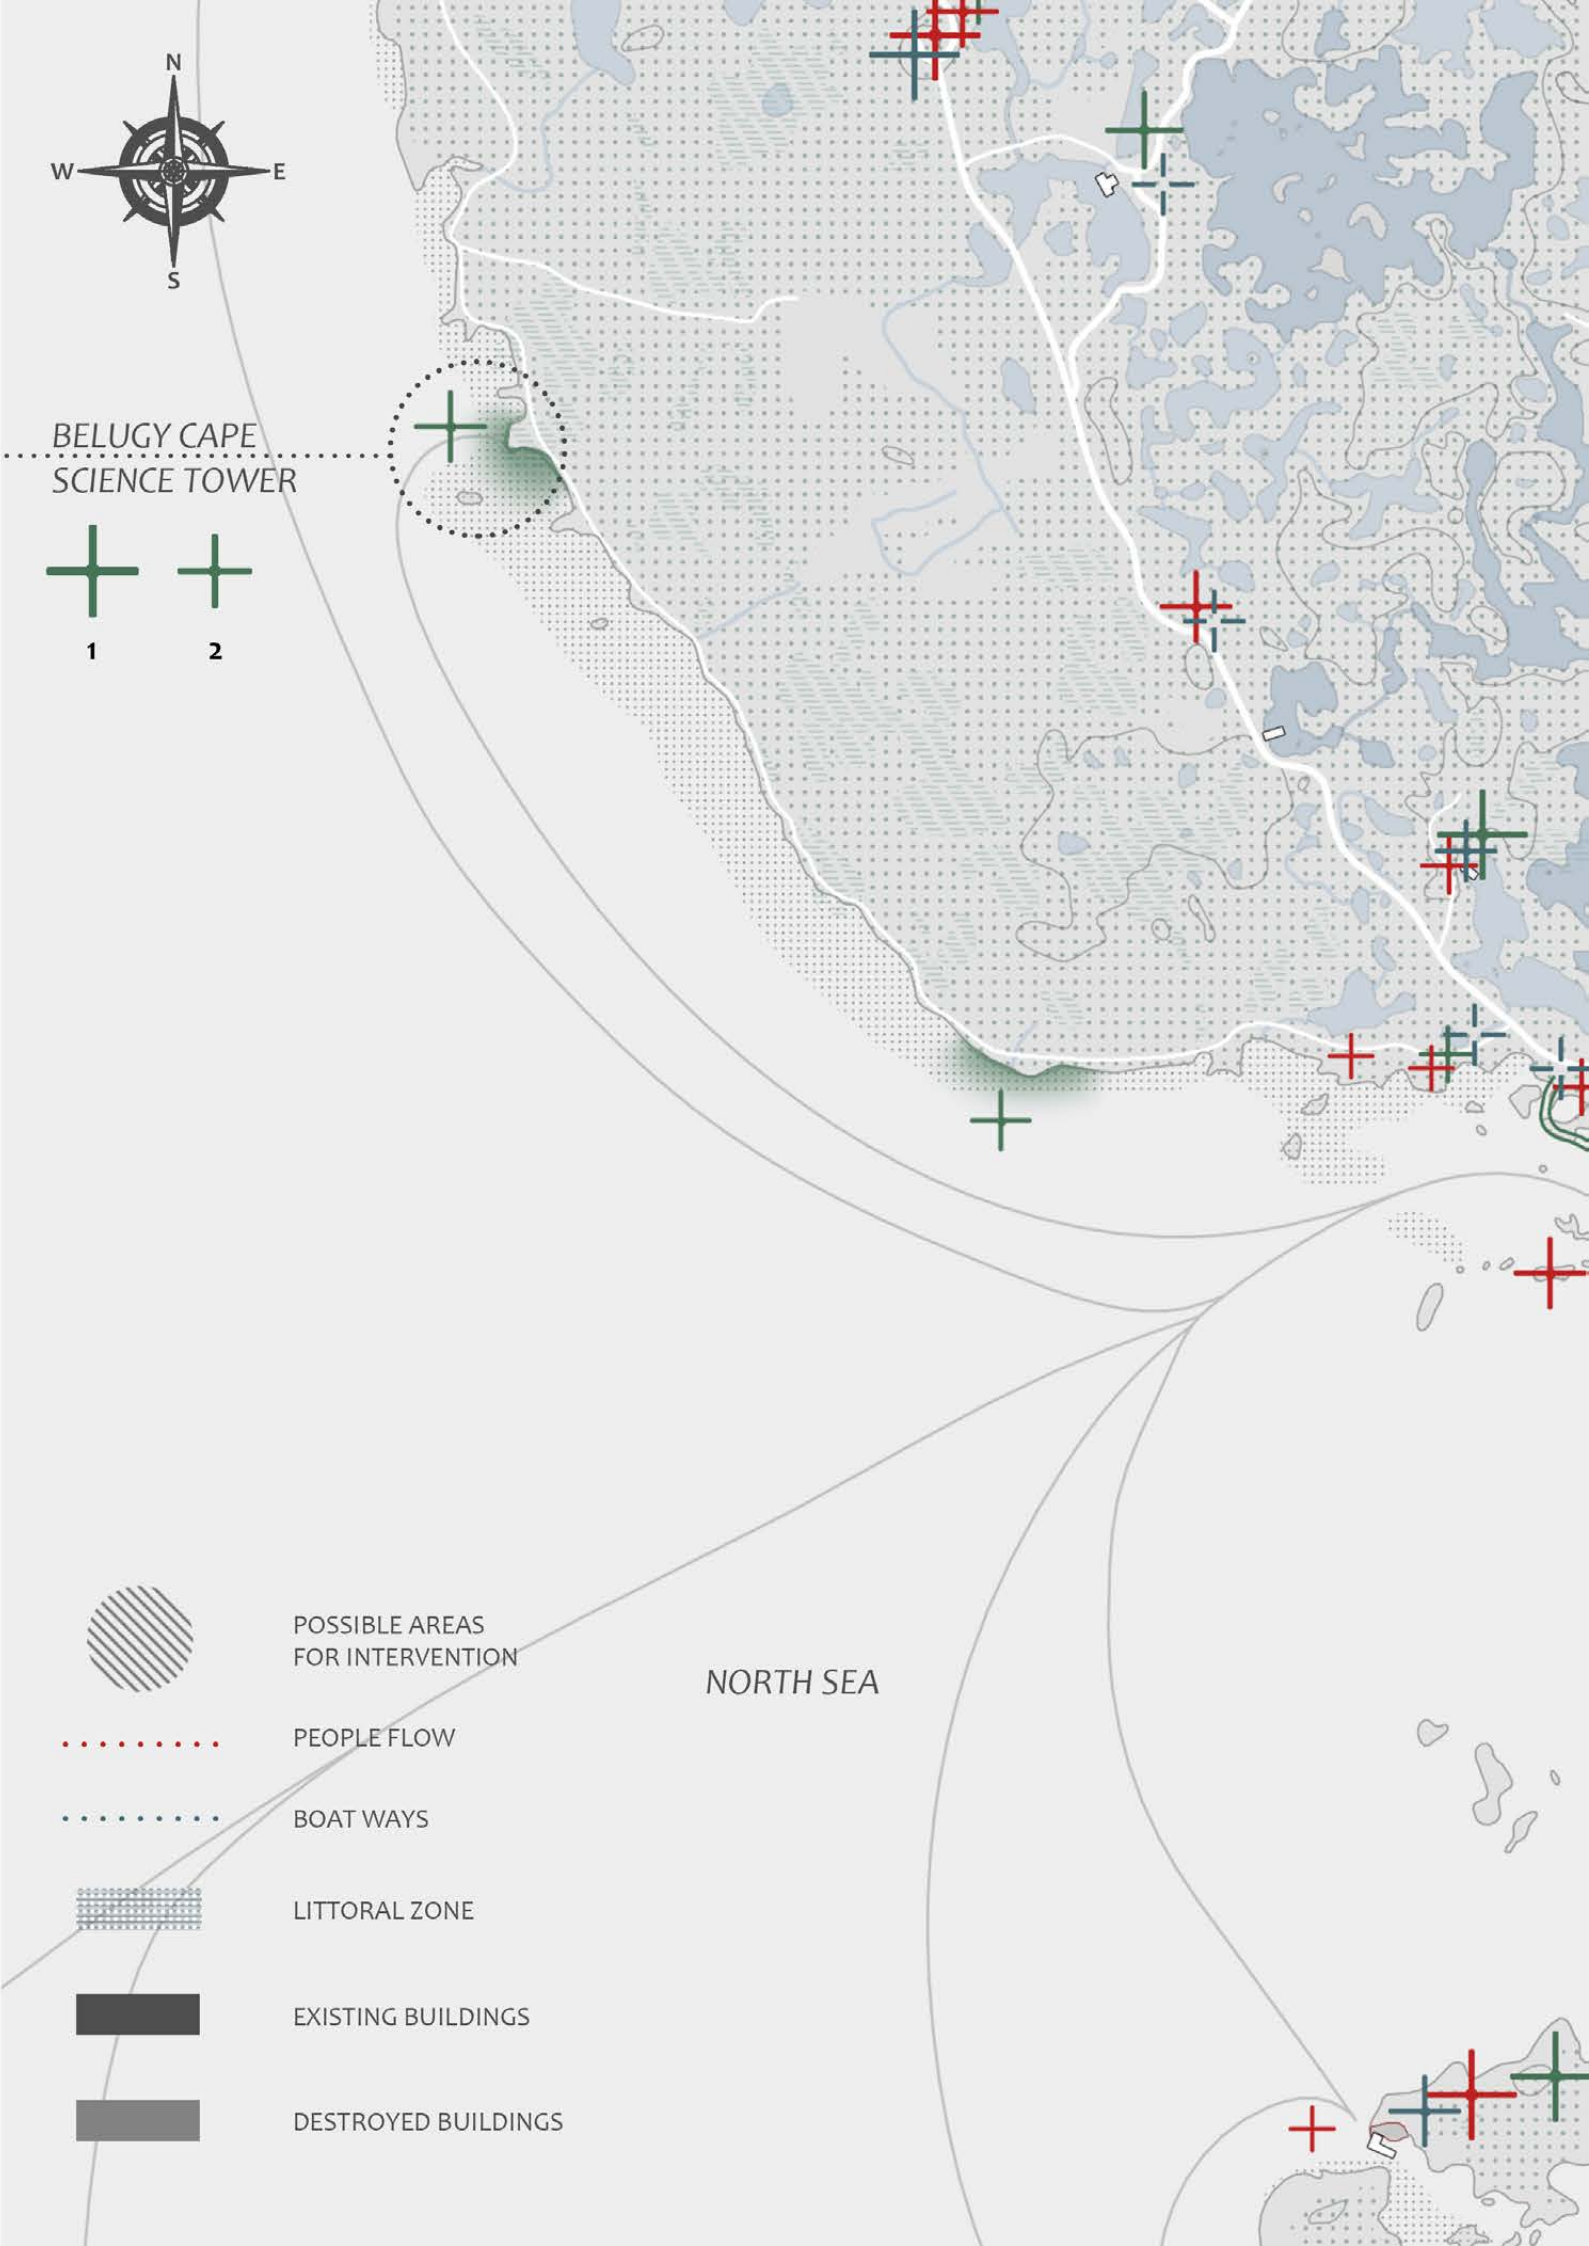 N
W
E
S
BELUGY CAPE
SCIENCE TOWER
1
2
POSSIBLE AREAS
FOR INTERVENTION
NORTH SEA
PEOPLE FLOW
BOAT WAYS
LITTORAL ZONE
EXISTING BUILDINGS
DESTROYED BUILDINGS